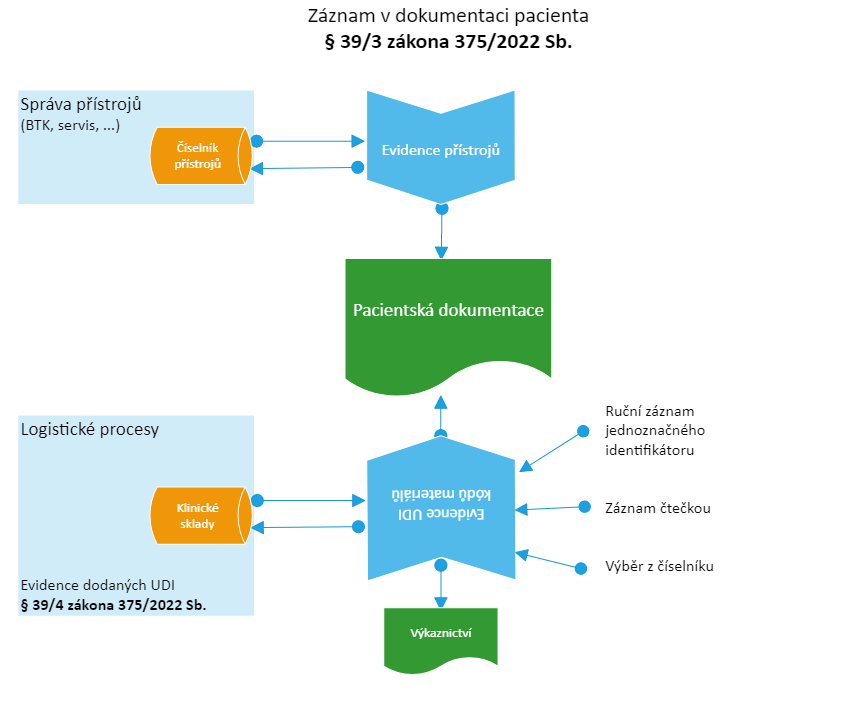 Záznam v dokumentaci pacienta
§ 39/3 zákona 375/2022 Sb.
Správa přístrojů
(BTK, servis, ...)
Číselník
přístrojů
Evidence přístrojů
Pacientská dokumentace
Ruční záznam
jednoznačného
identifikátoru
Logistické procesy
Evidence UDI
kódů materiálů
Klinické
sklady
Záznam čtečkou
Výběr z číselníku
Evidence dodaných UDI
§ 39/4 zákona 375/2022 Sb.
Výkaznictví